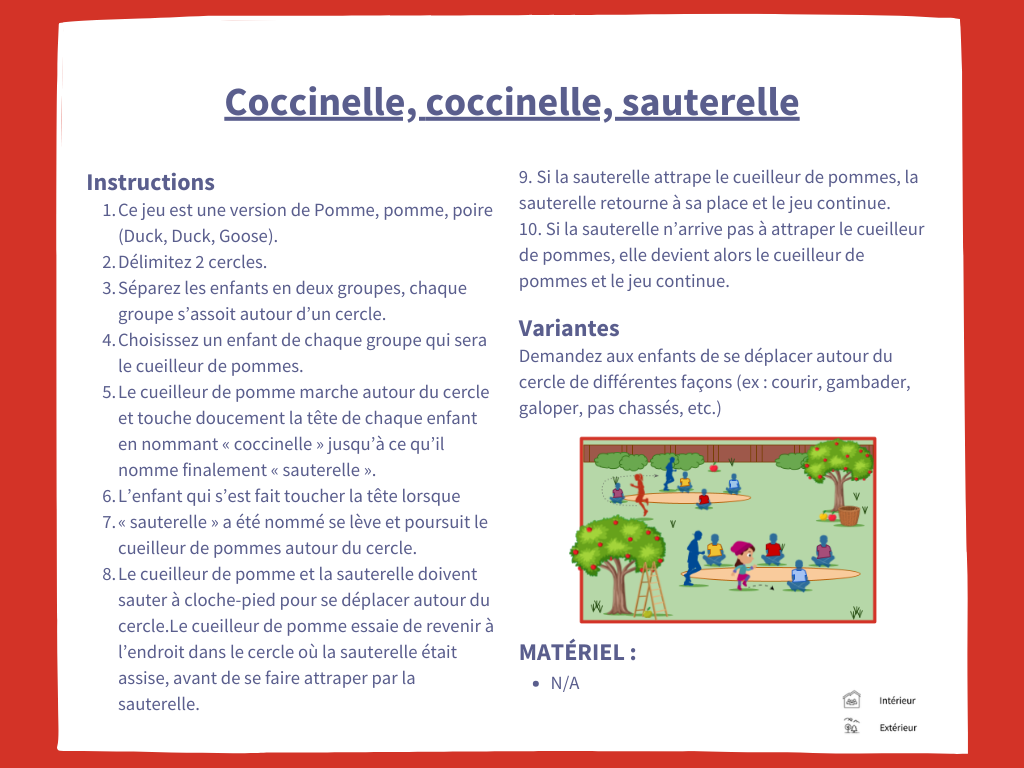 Coccinelle, coccinelle, sauterelle
Instructions
1. Ce jeu est une version de Pomme, pomme, poire
(Duck, Duck, Goose).
2. Délimitez 2 cercles.
3. Séparez les enfants en deux groupes, chaque
groupe s’assoit autour d’un cercle.
4. Choisissez un enfant de chaque groupe qui sera
le cueilleur de pommes.
5. Le cueilleur de pomme marche autour du cercle
et touche doucement la tête de chaque enfant
en nommant « coccinelle » jusqu’à ce qu’il
nomme finalement « sauterelle ».
6. L’enfant qui s’est fait toucher la tête lorsque
7. « sauterelle » a été nommé se lève et poursuit le
cueilleur de pommes autour du cercle.
8. Le cueilleur de pomme et la sauterelle doivent
sauter à cloche-pied pour se déplacer autour du
cercle.Le cueilleur de pomme essaie de revenir à
l’endroit dans le cercle où la sauterelle était
assise, avant de se faire attraper par la
sauterelle.
9. Si la sauterelle attrape le cueilleur de pommes, la
sauterelle retourne à sa place et le jeu continue.
10. Si la sauterelle n’arrive pas à attraper le cueilleur
de pommes, elle devient alors le cueilleur de
pommes et le jeu continue.
Variantes
Demandez aux enfants de se déplacer autour du
cercle de différentes façons (ex : courir, gambader,
galoper, pas chassés, etc.)
MATÉRIEL :
• N/A
Intérieur
Extérieur